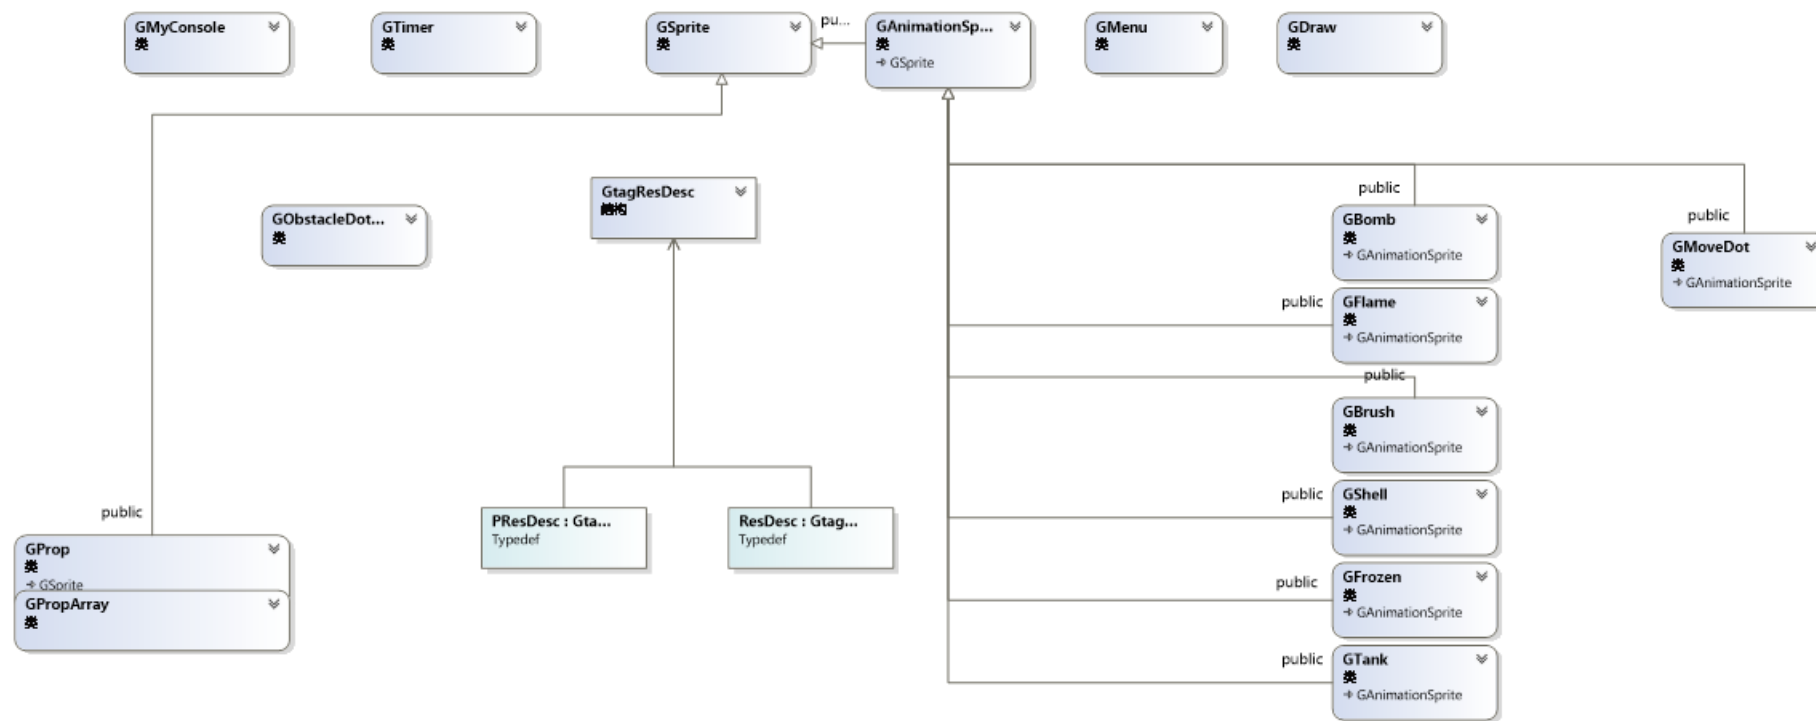 GMyConsole
类
GTimer
类
GSprite
类
pu...
GAnimationSp...
类
GSprite
GMenu
类
GDraw
类
GtagResDesc
结构
GObstacleDot...
类
public
GBomb
类
GAnimationSprite
public
GMoveDot
类
GAnimationSprite
public
GFlame
类
GAnimationSprite
public
GBrush
类
GAnimationSprite
public
GShell
类
GAnimationSprite
public
GFrozen
类
GAnimationSprite
public
GTank
类
GAnimationSprite
public
GProp
类
GSprite
GPropArray
类
PResDesc : Gta...
Typedef
ResDesc : Gtag...
Typedef